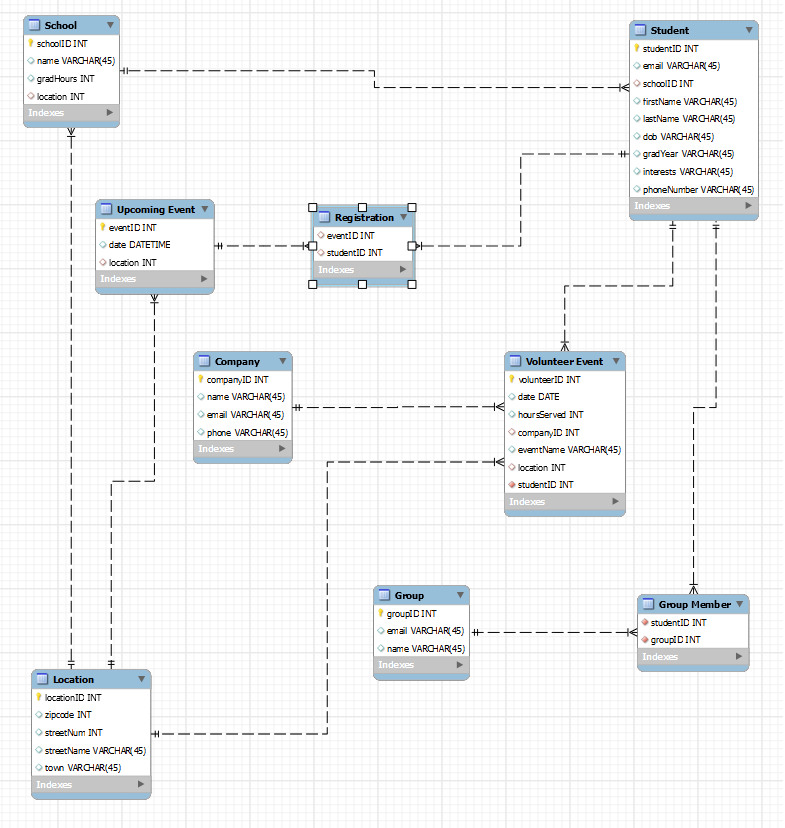 School
schoolID INT
name VARCHAR(45)
gradHours INT
location INT
Indexes
Student
studentID INT
email VARCHAR(45)
schoolID INT
firstName VARCHAR(45)
lastName VARCHAR(45)
dob VARCHAR(45)
gradYear VARCHAR(45)
interests VARCHAR(45)
phoneNumber VARCHAR(45)
Indexes
Upcoming Event
eventID INT
date DATETIME
location INT
Indexes
Registration
eventID INT
studentID INT
Indexes
Company
companyID INT
name VARCHAR(45)
email VARCHAR(45)
phone VARCHAR(45)
Indexes
Volunteer Event
volunteerID INT
date DATE
hoursServed INT
companyID INT
evemtName VARCHAR(45)
location INT
studentID INT
Indexes
Group
groupID INT
email VARCHAR(45)
name VARCHAR(45)
Indexes
Group Member
studentID INT
groupID INT
Indexes
Location
locationID INT
zipcode INT
streetNum INT
streetName VARCHAR(45)
town VARCHAR(45)
Indexes